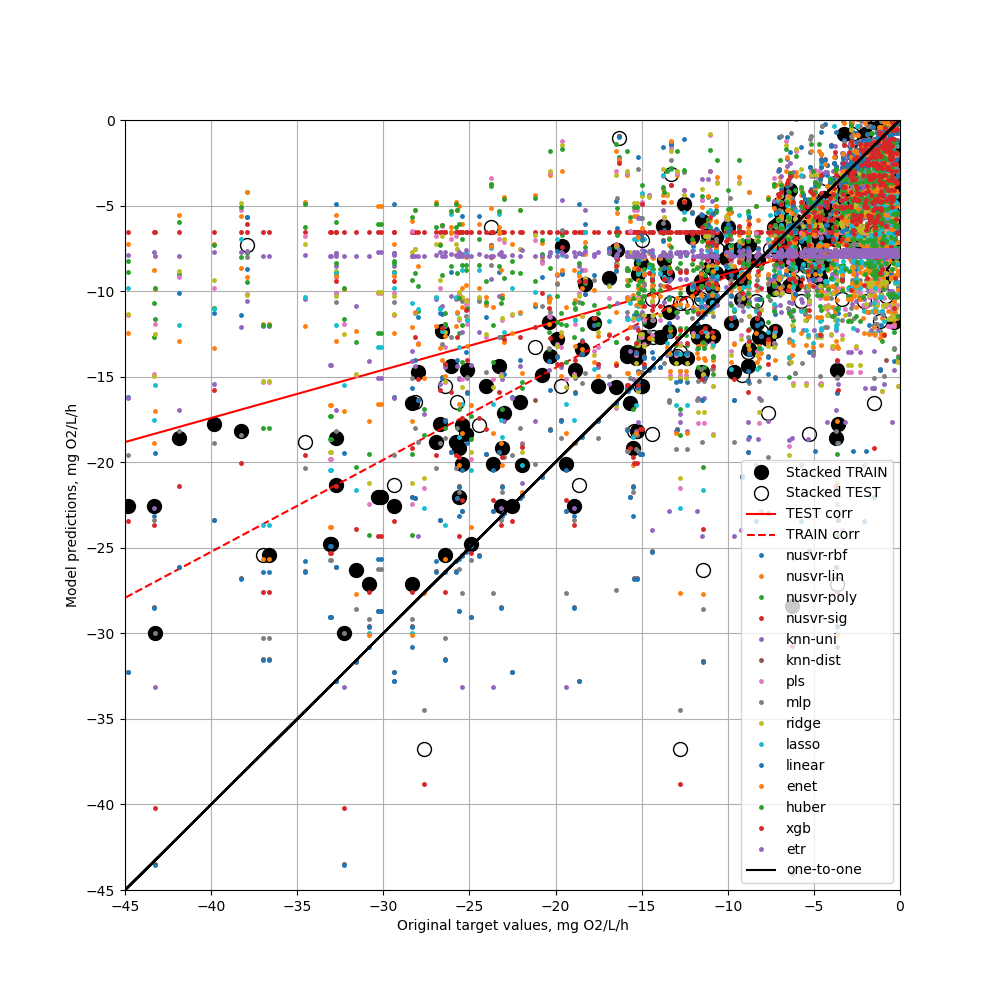 0
−5
−10
−15
−20
−25
−30
−35
−40
−45
−45
−40
−35
−30
−25
−20
−15
−10
−5
0
Model predictions, mg O2/L/h
Original target values, mg O2/L/h
Stacked TRAIN
Stacked TEST
TEST corr
TRAIN corr
nusvr-rbf
nusvr-lin
nusvr-poly
nusvr-sig
knn-uni
knn-dist
pls
mlp
ridge
lasso
linear
enet
huber
xgb
etr
one-to-one